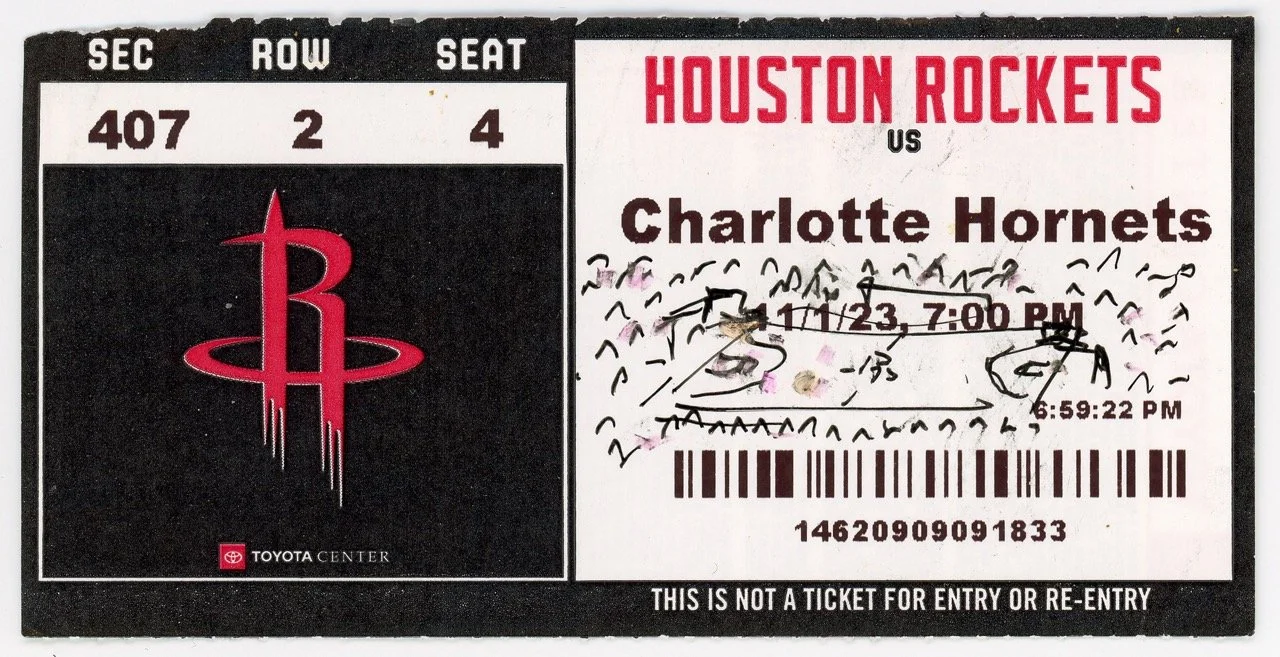 SEC ROW SEAT
407 2 4
TOYOTA CENTER
HOUSTON ROCKETS
VS
Charlotte Hornets
11/1/23, 7:00 PM
6:59:22 PM
14620909091833
THIS IS NOT A TICKET FOR ENTRY OR RE-ENTRY